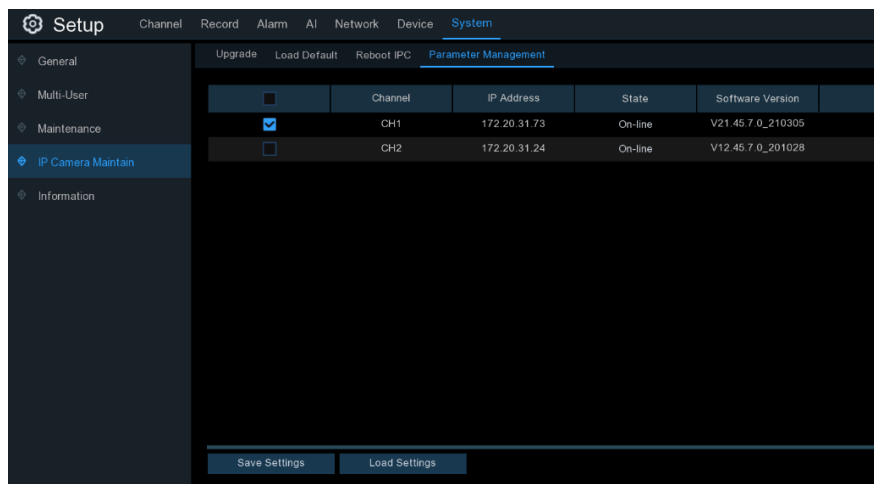 Setup Channel Record Alarm AI Network Device System
General
Multi-User
Maintenance
IP Camera Maintain
Information
Upgrade Load Default Reboot IPC Parameter Management
Channel IP Address State Software Version
CH1 172.20.31.73 On-line V21.45.7.0_210305
CH2 172.20.31.24 On-line V12.45.7.0_201028
Save Settings Load Settings